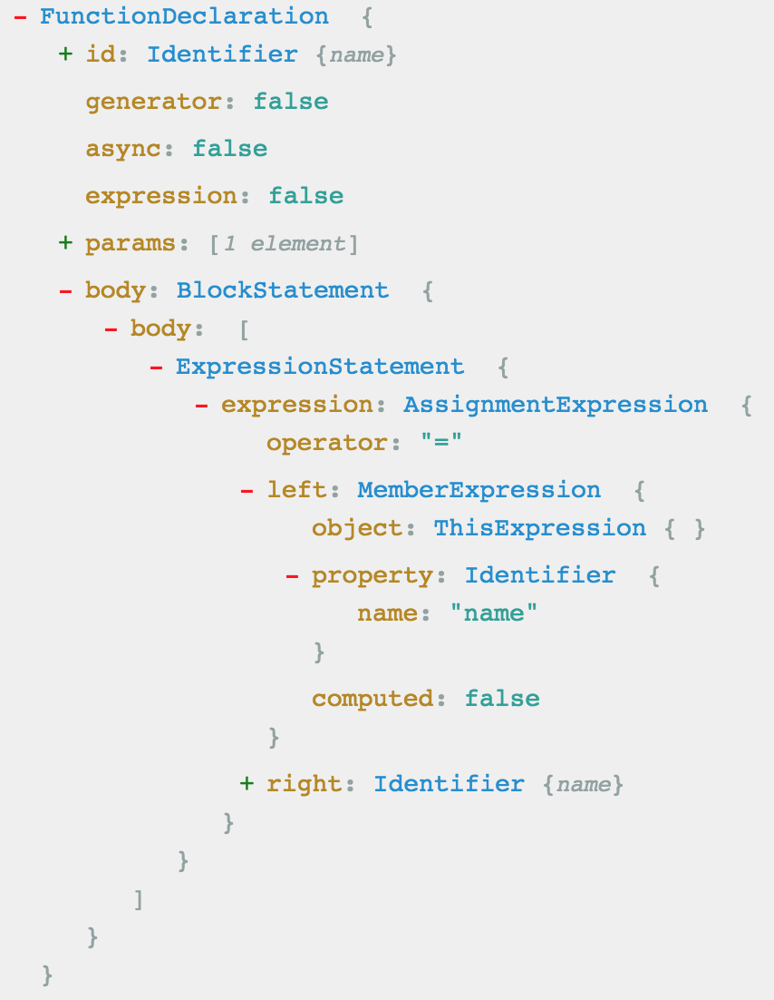 - FunctionDeclaration {
+ id: Identifier {name}
generator: false
async: false
expression: false
+ params: [1 element]
- body: BlockStatement {
- body: [
- ExpressionStatement {
- expression: AssignmentExpression {
operator: "="
- left: MemberExpression {
object: ThisExpression { }
- property: Identifier {
name: "name"
}
computed: false
}
+ right: Identifier {name}
}
}
]
}
}